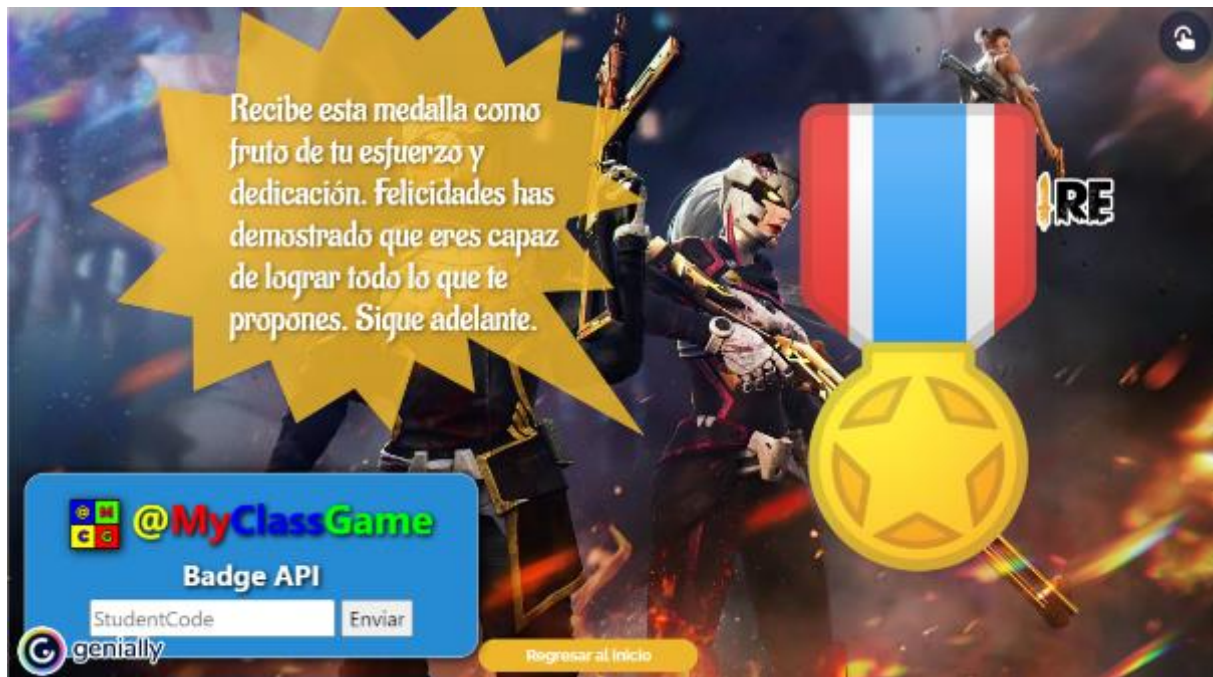 Recibe esta medalla como
fruto de tu esfuerzo y
dedicación. Felicidades has
demostrado que eres capaz
de lograr todo lo que te
propones. Sigue adelante.
RE
@ M
C G
@MyClassGame
Badge API
StudentCode
Enviar
genially
Regresar al inicio